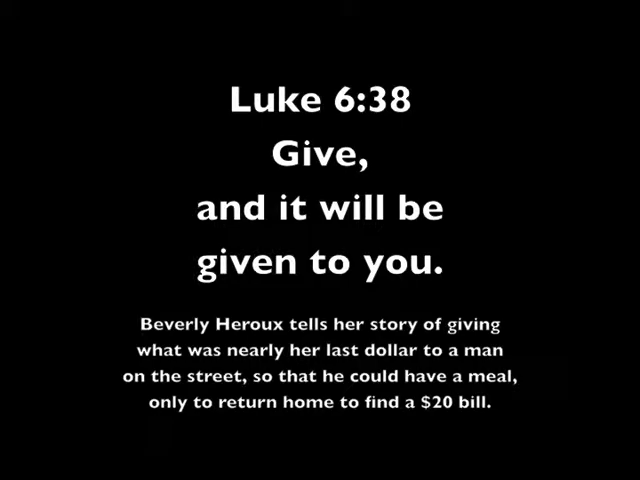 Luke 6:38
Give,
and it will be
given to you.
Beverly Heroux tells her story of giving
what was nearly her last dollar to a man
on the street, so that he could have a meal,
only to return home to find a $20 bill.